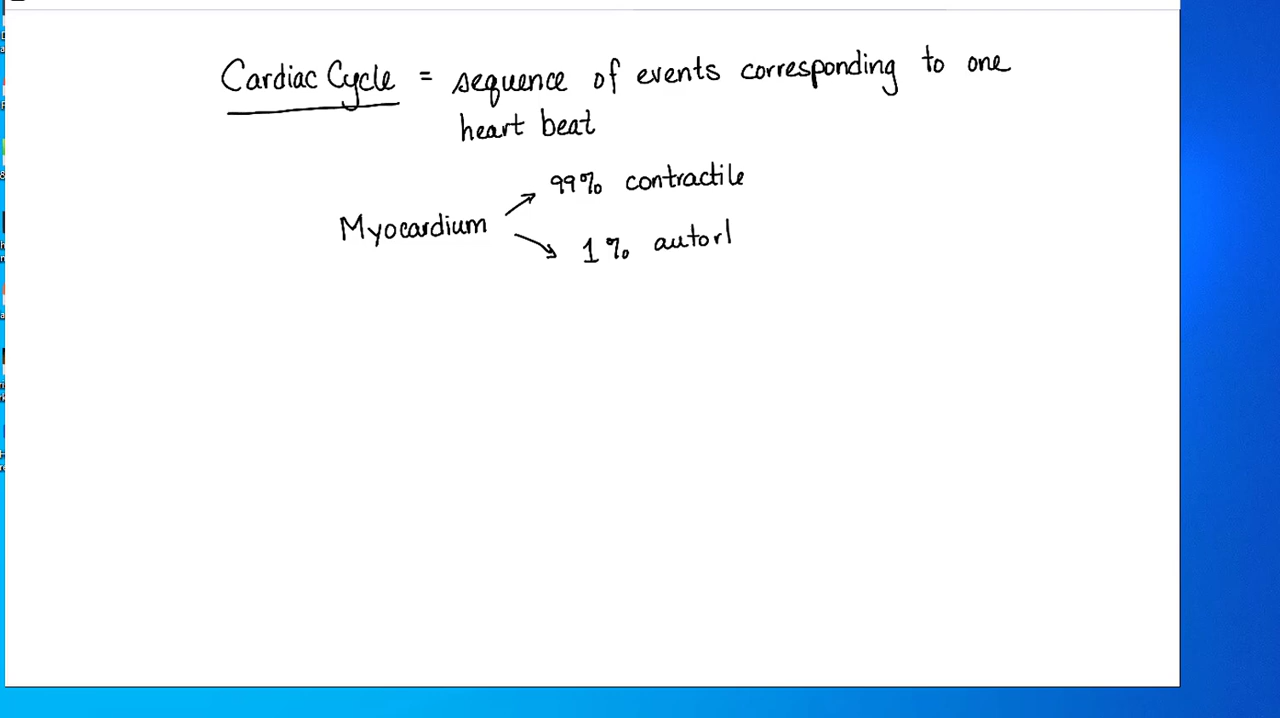 Cardiac Cycle = sequence of events corresponding to one
heart beat
99% contractile
Myocardium
1% autorl